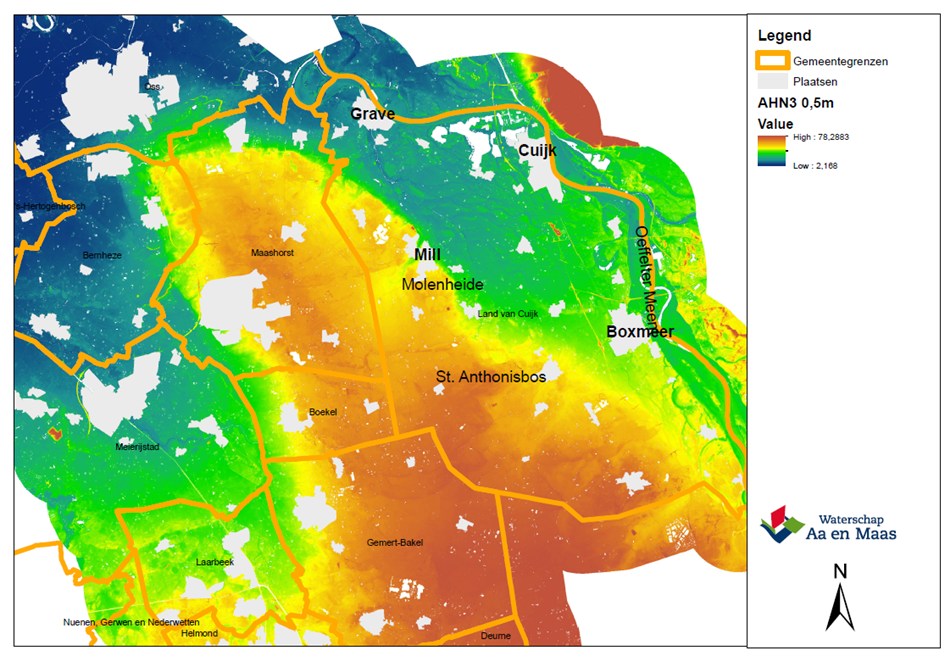 Oss
Grave
Cuijk
's-Hertogenbosch
Bernheze
Maashorst
Mill
Molenheide
Oeffelter Meent
Land van Cuijk
Boxmeer
St. Anthonisbos
Boekel
Meierijstad
Gemert-Bakel
Laarbeek
Nuenen, Gerwen en Nederwetten
Helmond
Deurne
Legend
Gemeentegrenzen
Plaatsen
AHN3 0,5m
Value
High : 78,2883
Low : 2,168
Waterschap
Aa en Maas
N